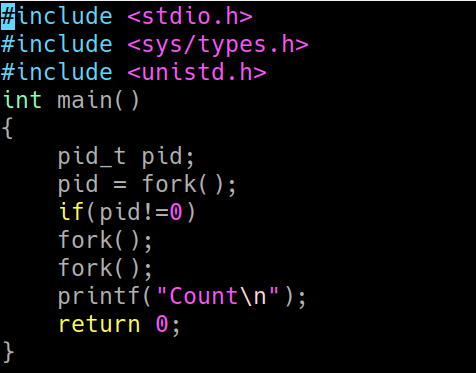 #include <stdio.h>
#include <sys/types.h>
#include <unistd.h>
int main()
{
    pid_t pid;
    pid = fork();
    if(pid!=0)
    fork();
    fork();
    printf("Count\n");
    return 0;
}